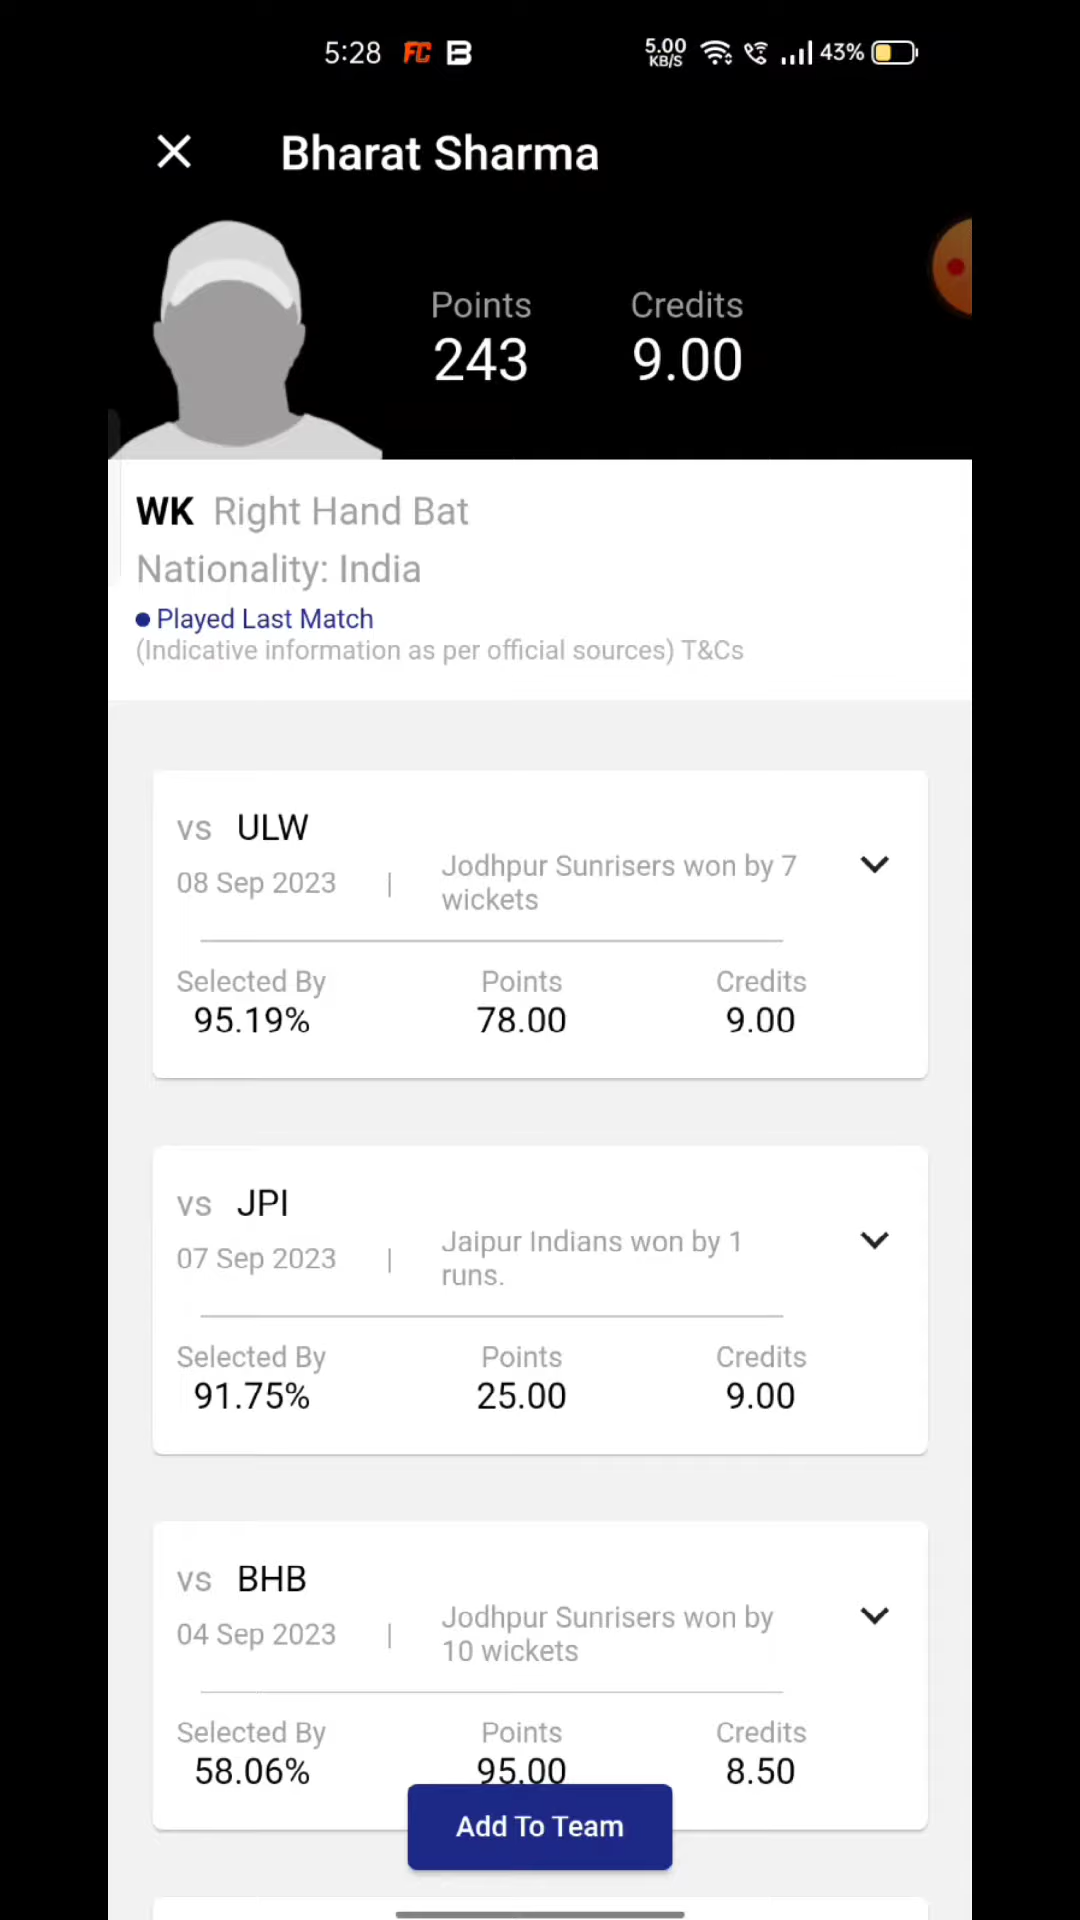 5:28 FC B 5.00 KB/S 43%
Bharat Sharma
Points Credits
243 9.00
WK Right Hand Bat
Nationality: India
Played Last Match
(Indicative information as per official sources) T&Cs
vs ULW
08 Sep 2023 | Jodhpur Sunrisers won by 7
wickets
Selected By Points Credits
95.19% 78.00 9.00
vs JPI
07 Sep 2023 | Jaipur Indians won by 1
runs.
Selected By Points Credits
91.75% 25.00 9.00
vs BHB
04 Sep 2023 | Jodhpur Sunrisers won by
10 wickets
Selected By Points Credits
58.06% 95.00 8.50
Add To Team